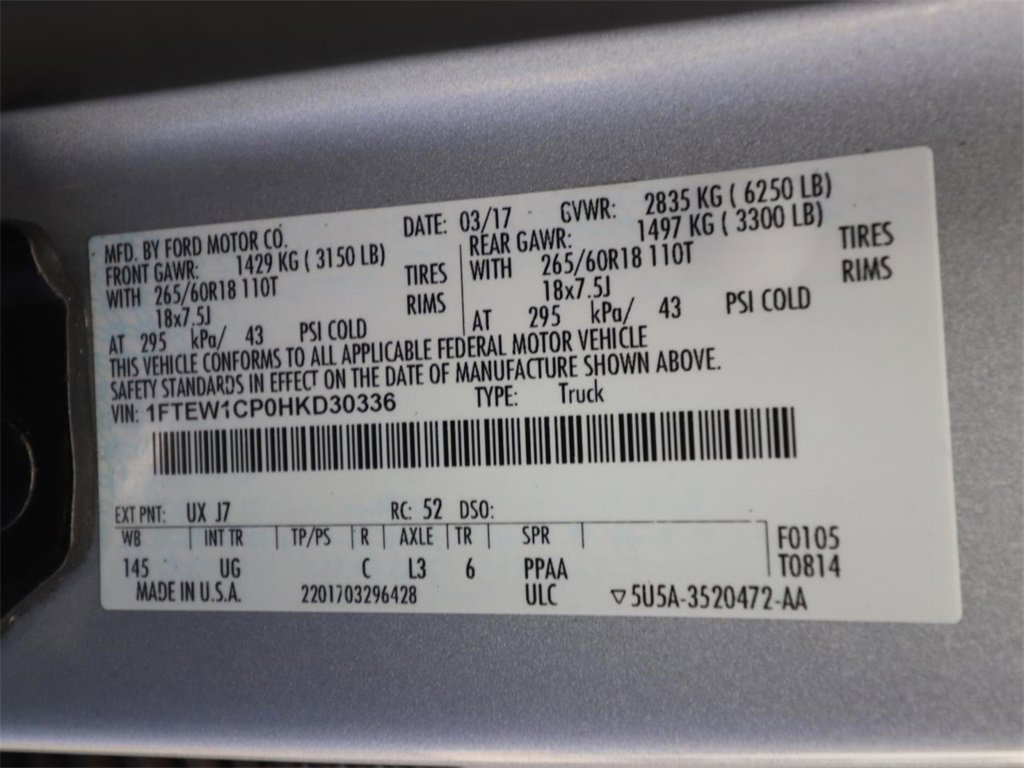 MFD. BY FORD MOTOR CO. DATE: 03/17 GVWR: 2835 KG ( 6250 LB)
FRONT GAWR: 1429 KG ( 3150 LB) REAR GAWR: 1497 KG ( 3300 LB)
WITH 265/60R18 110T TIRES WITH 265/60R18 110T TIRES
18x7.5J RIMS 18x7.5J RIMS
AT 295 kPa/ 43 PSI COLD AT 295 kPa/ 43 PSI COLD
THIS VEHICLE CONFORMS TO ALL APPLICABLE FEDERAL MOTOR VEHICLE
SAFETY STANDARDS IN EFFECT ON THE DATE OF MANUFACTURE SHOWN ABOVE.
VIN: 1FTEW1CP0HKD30336 TYPE: Truck
EXT PNT: UX J7 RC: 52 DSO:
WB INT TR TP/PS R AXLE TR SPR F0105
145 UG C L3 6 PPAA T0814
MADE IN U.S.A. 2201703296428 ULC ▽5U5A-3520472-AA